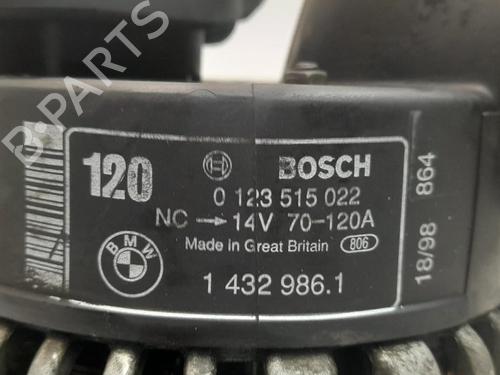 B-PARTS
120
BOSCH
0 123 515 022
NC → 14V 70-120A
Made in Great Britain 806
BMW
1 432 986.1
18/98 864